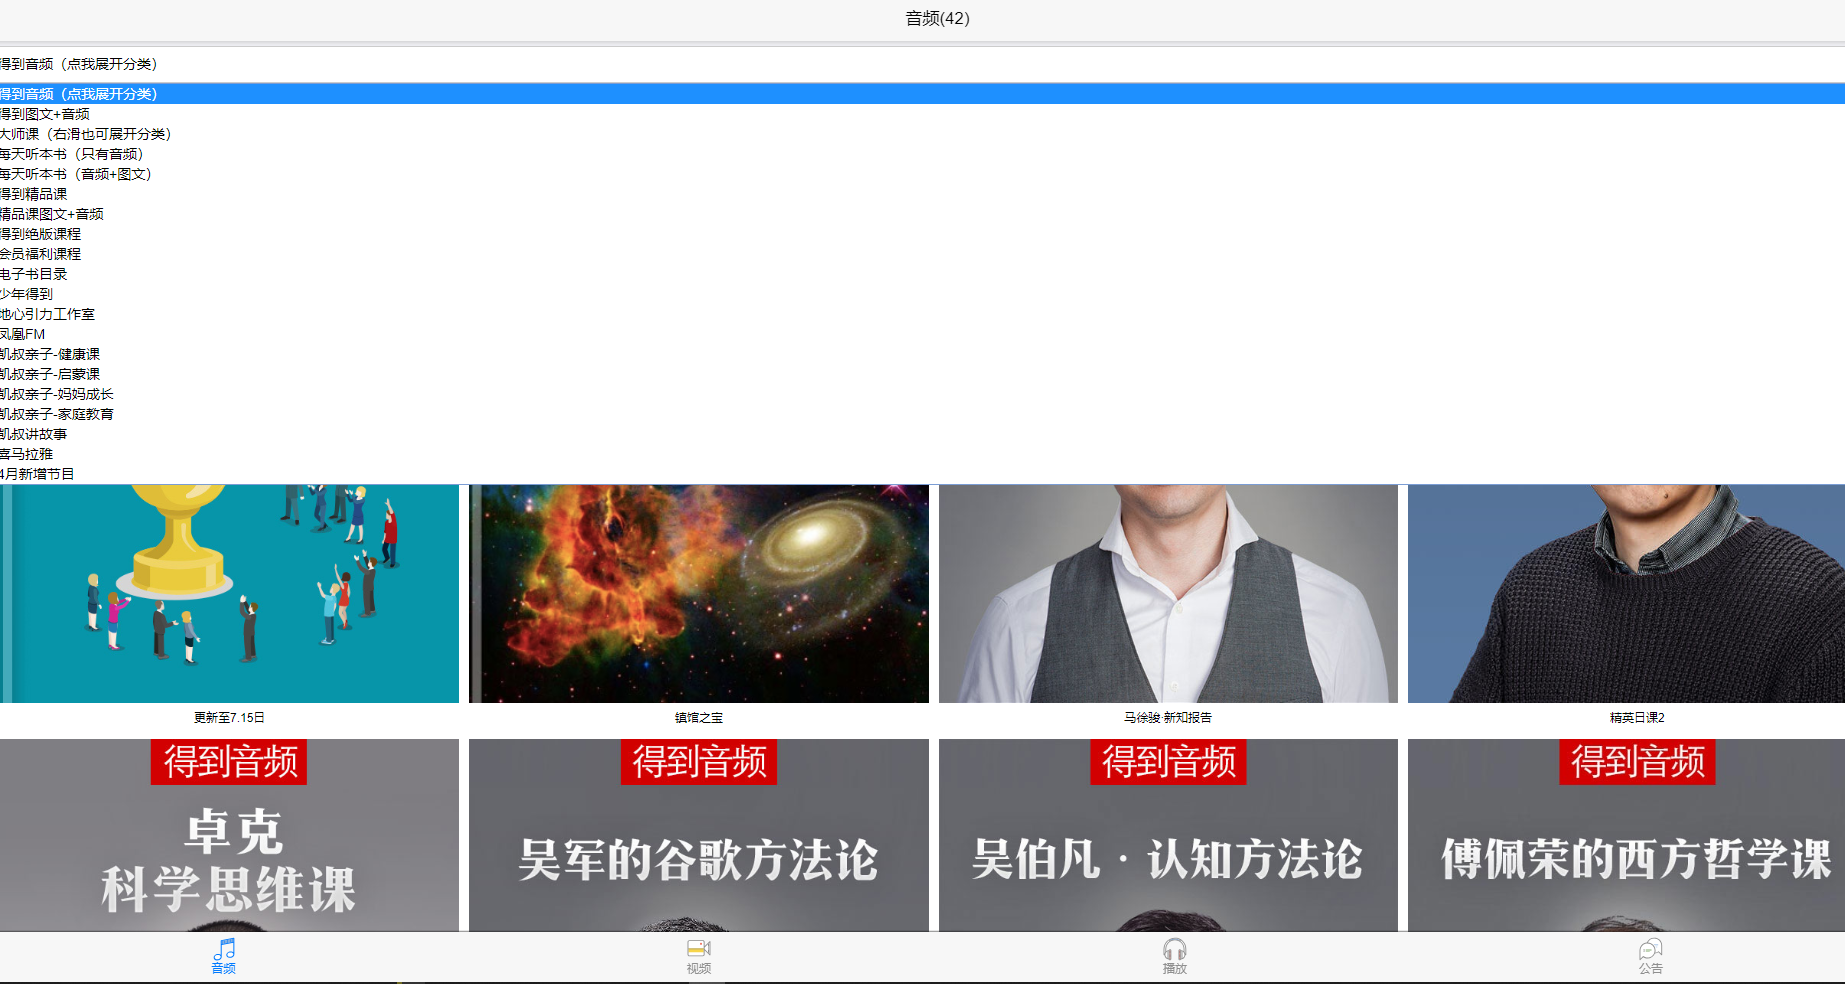 音频(42)
得到音频（点我展开分类）
得到音频（点我展开分类）
得到图文+音频
大师课（右滑也可展开分类）
每天听本书（只有音频）
每天听本书（音频+图文）
得到精品课
精品课图文+音频
得到绝版课程
会员福利课程
电子书目录
少年得到
地心引力工作室
凤凰FM
凯叔亲子-健康课
凯叔亲子-启蒙课
凯叔亲子-妈妈成长
凯叔亲子-家庭教育
凯叔讲故事
喜马拉雅
4月新增节目
更新至7.15日
镇馆之宝
马徐骏·新知报告
精英日课2
得到音频
得到音频
得到音频
得到音频
卓克
科学思维课
吴军的谷歌方法论
吴伯凡·认知方法论
傅佩荣的西方哲学课
音频
视频
播放
公告